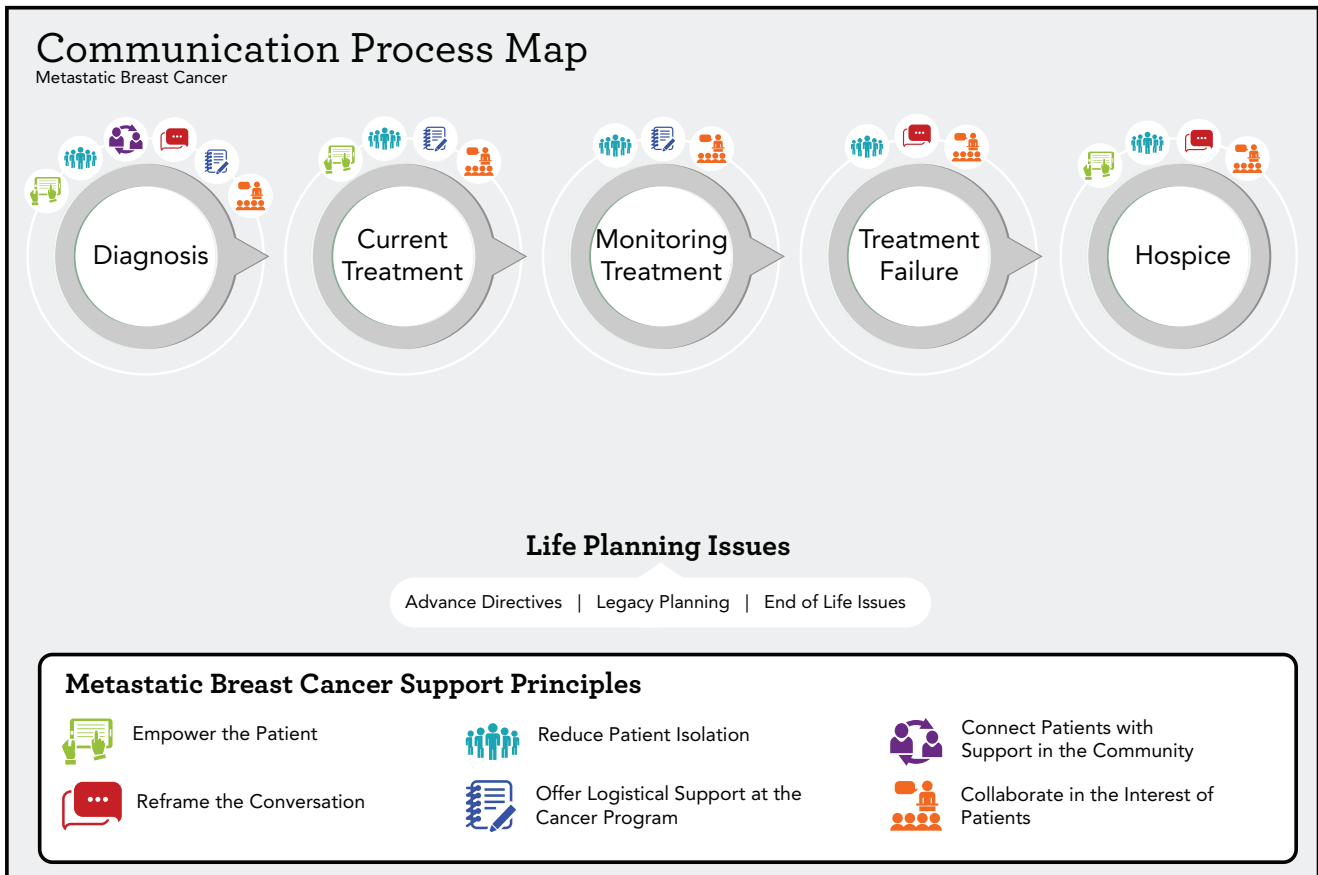 Communication Process Map
Metastatic Breast Cancer
Diagnosis
Current
Treatment
Monitoring
Treatment
Treatment
Failure
Hospice
Life Planning Issues
Advance Directives | Legacy Planning | End of Life Issues
Metastatic Breast Cancer Support Principles
Empower the Patient
Reduce Patient Isolation
Connect Patients with
Support in the Community
Reframe the Conversation
Offer Logistical Support at the
Cancer Program
Collaborate in the Interest of
Patients